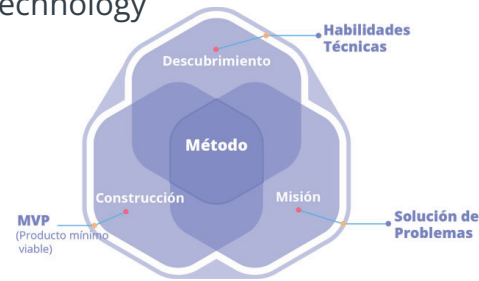 echnology
Habilidades
Técnicas
Descubrimiento
Método
Construcción
Misión
MVP
(Producto mínimo
viable)
Solución de
Problemas